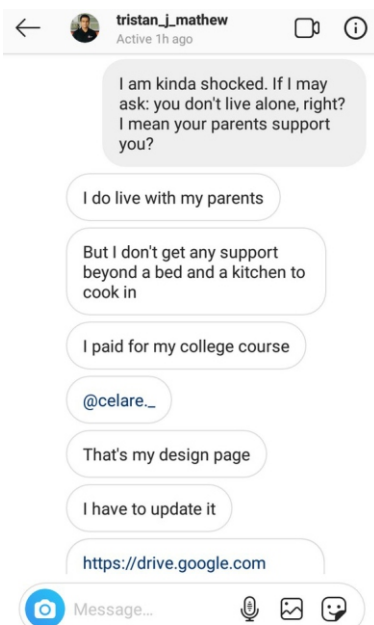 tristan_j_mathew
Active 1h ago
I am kinda shocked. If I may
ask: you don't live alone, right?
I mean your parents support
you?
I do live with my parents
But I don't get any support
beyond a bed and a kitchen to
cook in
I paid for my college course
@celare._
That's my design page
I have to update it
https://drive.google.com
Message...